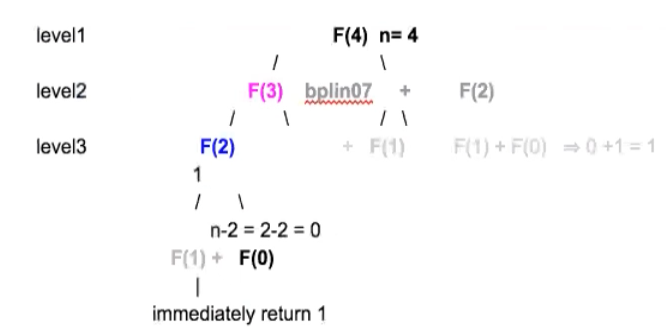 level1 F(4) n= 4
/ \
level2 F(3) bplin07 + F(2)
/ \ / \
level3 F(2) + F(1) F(1) + F(0) ⇒ 0 +1 = 1
1
/ \
n-2 = 2-2 = 0
F(1) + F(0)
|
immediately return 1